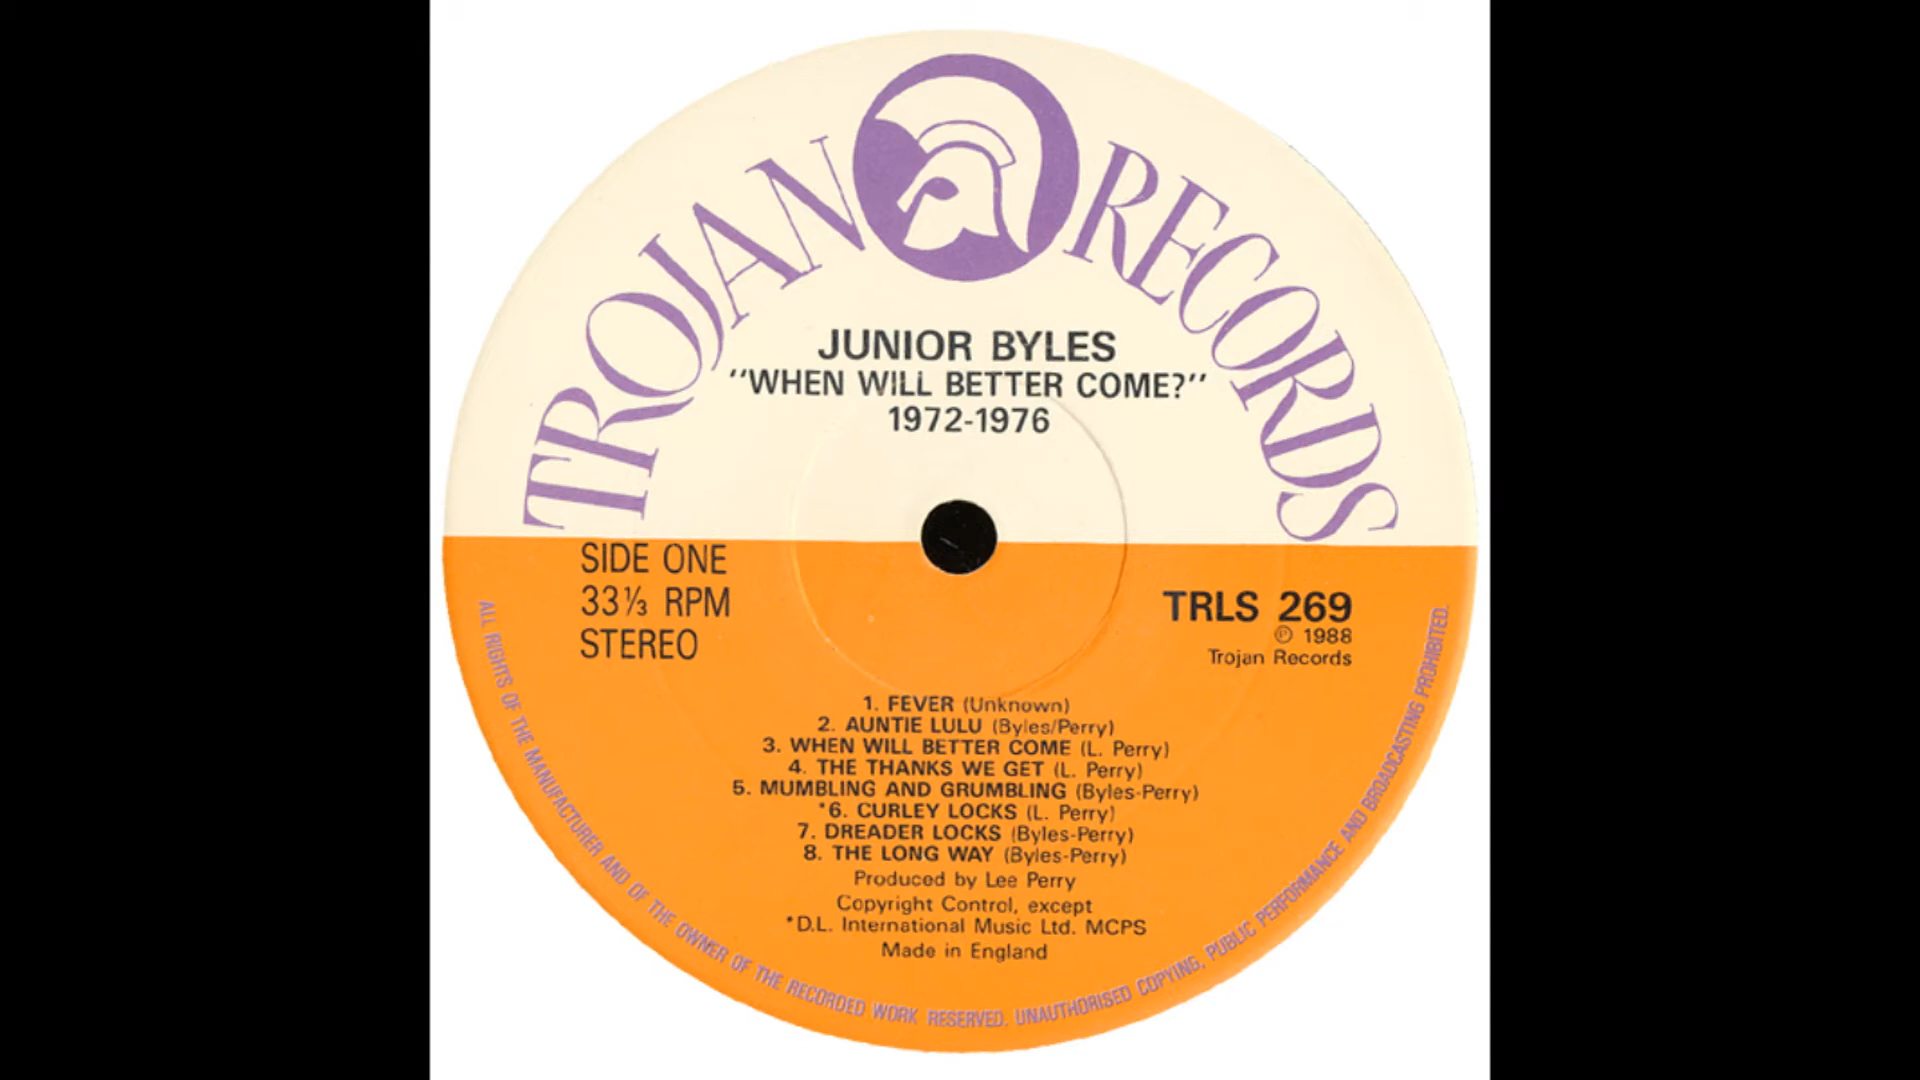 TROJAN RECORDS
JUNIOR BYLES
''WHEN WILL BETTER COME?''
1972-1976
SIDE ONE
33⅓ RPM
STEREO
TRLS 269
℗ 1988
Trojan Records
1. FEVER (Unknown)
2. AUNTIE LULU (Byles/Perry)
3. WHEN WILL BETTER COME (L. Perry)
4. THE THANKS WE GET (L. Perry)
5. MUMBLING AND GRUMBLING (Byles-Perry)
*6. CURLEY LOCKS (L. Perry)
7. DREADER LOCKS (Byles-Perry)
8. THE LONG WAY (Byles-Perry)
Produced by Lee Perry
Copyright Control, except
*D.L. International Music Ltd. MCPS
Made in England
ALL RIGHTS OF THE MANUFACTURER AND OF THE OWNER OF THE RECORDED WORK RESERVED. UNAUTHORISED COPYING, PUBLIC PERFORMANCE AND BROADCASTING PROHIBITED.